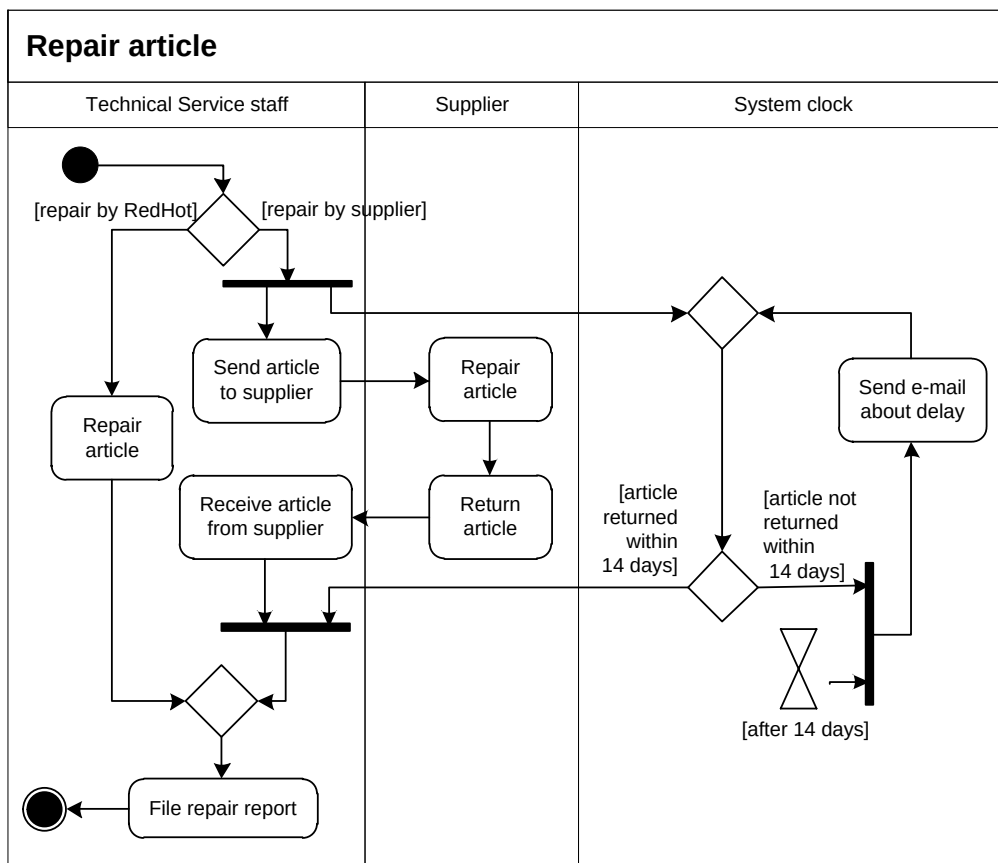 Repair article
Technical Service staff
Supplier
System clock
[repair by RedHot]
[repair by supplier]
Send article
to supplier
Repair
article
Send e-mail
about delay
Repair
article
Receive article
from supplier
Return
article
[article
returned
within
14 days]
[article not
returned
within
14 days]
[after 14 days]
File repair report